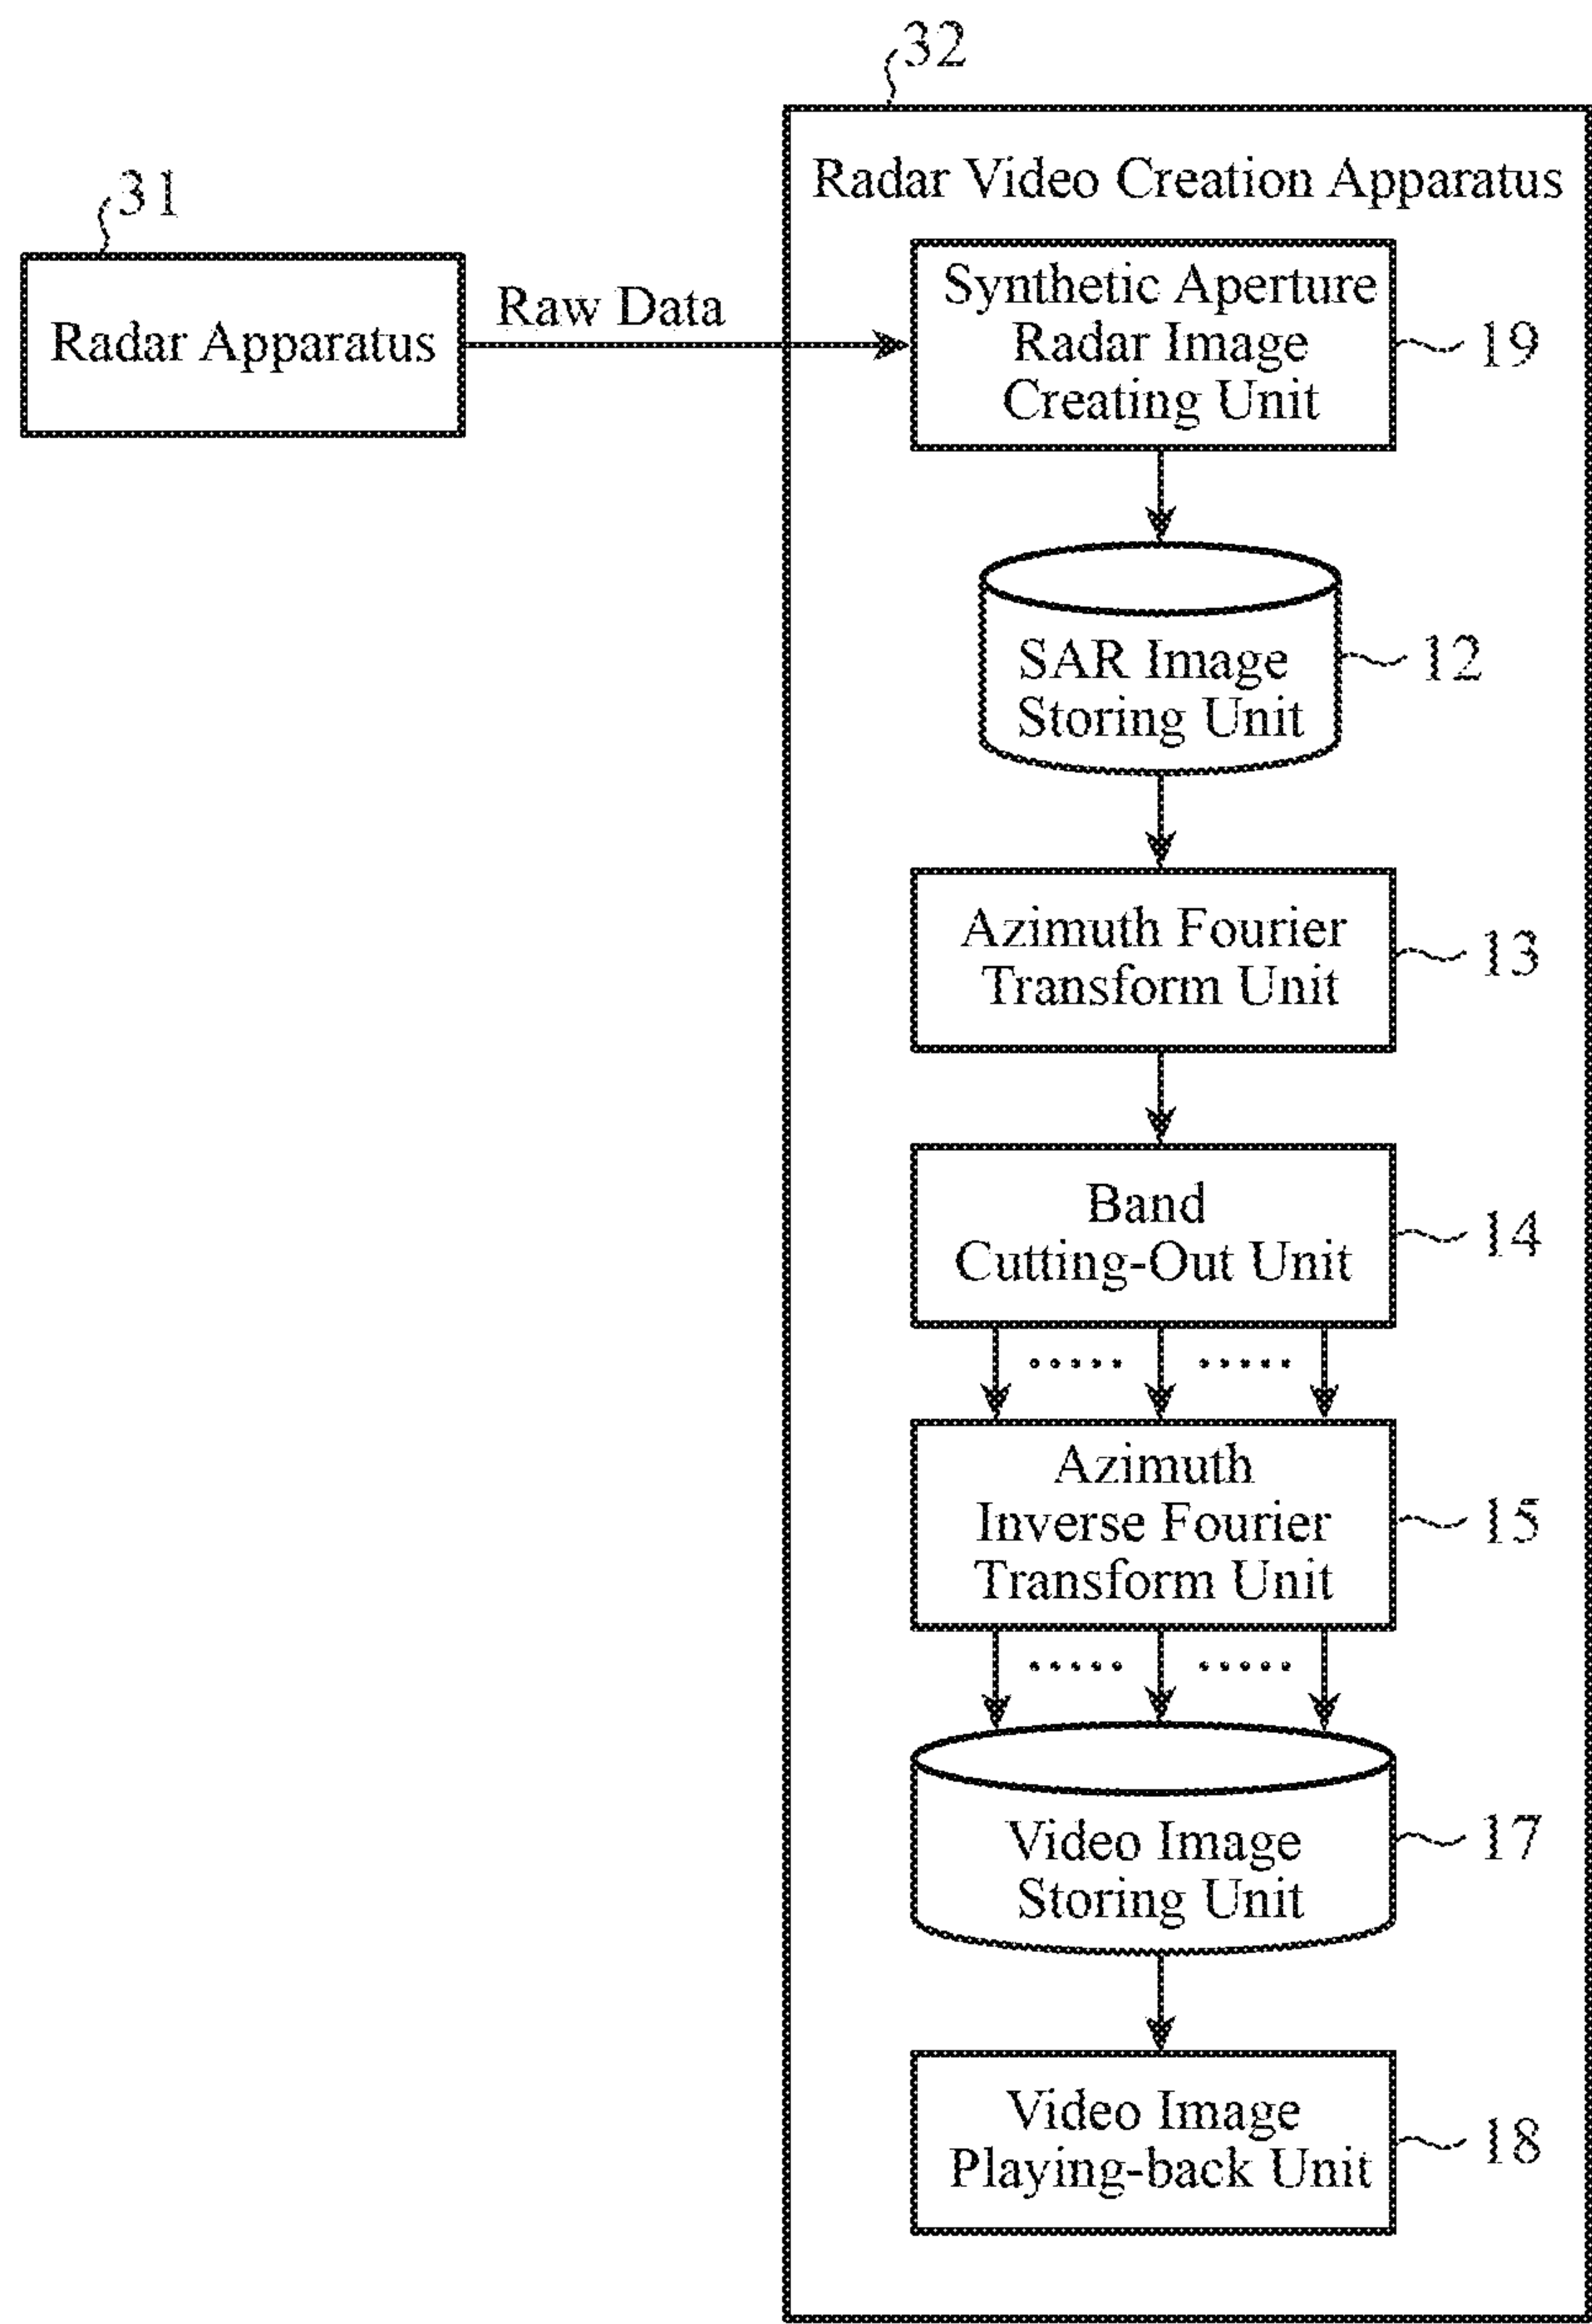 32
Radar Video Creation Apparatus
31
Radar Apparatus
Raw Data
Synthetic Aperture
Radar Image
Creating Unit
19
SAR Image
Storing Unit
12
Azimuth Fourier
Transform Unit
13
Band
Cutting-Out Unit
14
Azimuth
Inverse Fourier
Transform Unit
15
Video Image
Storing Unit
17
Video Image
Playing-back Unit
18